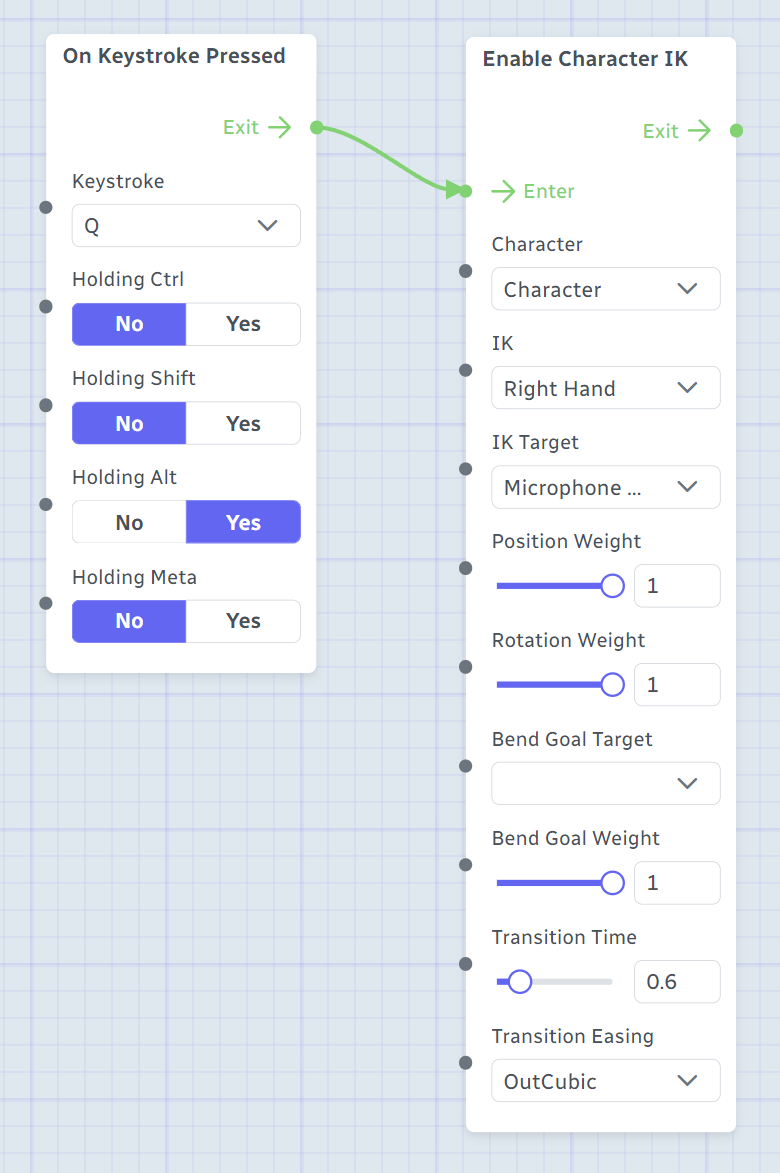 On Keystroke Pressed
Exit
Keystroke
Q
Holding Ctrl
No Yes
Holding Shift
No Yes
Holding Alt
No Yes
Holding Meta
No Yes
Enable Character IK
Exit
Enter
Character
Character
IK
Right Hand
IK Target
Microphone ...
Position Weight
1
Rotation Weight
1
Bend Goal Target
Bend Goal Weight
1
Transition Time
0.6
Transition Easing
OutCubic